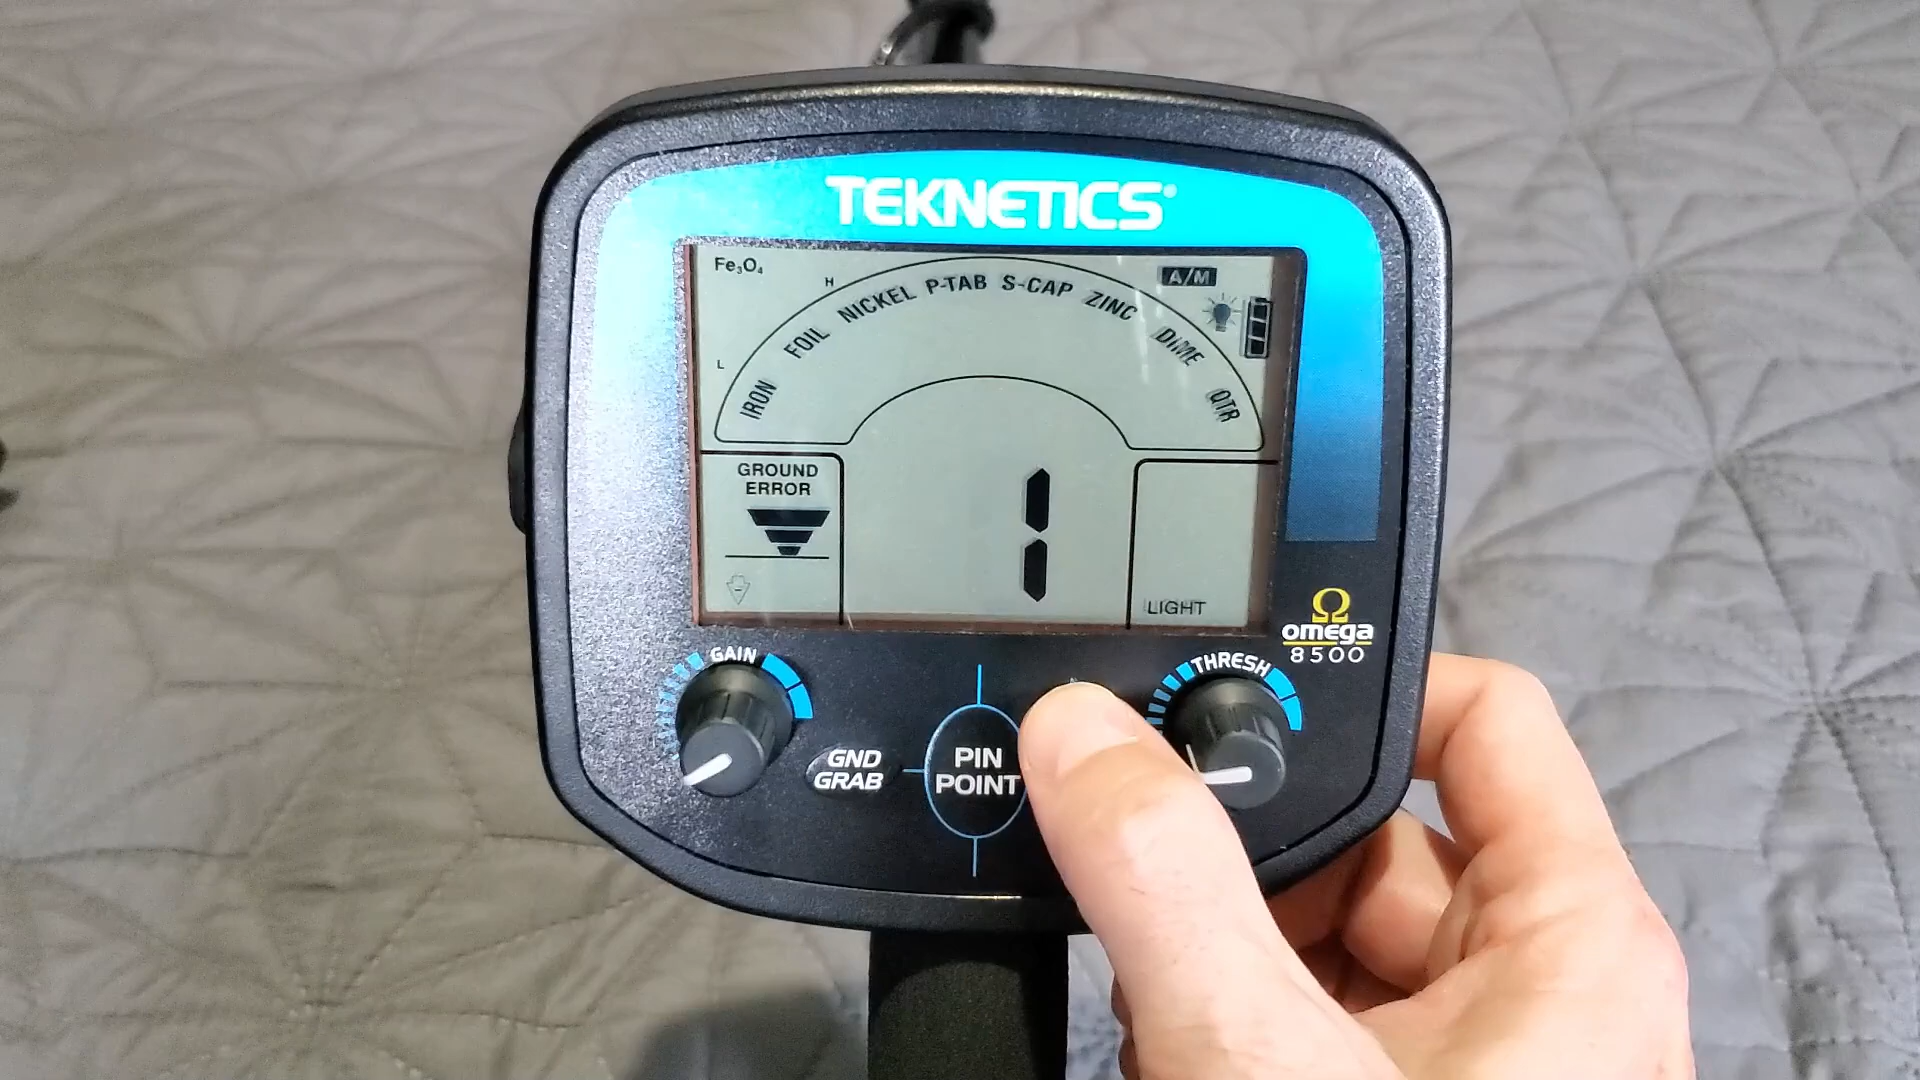 TEKNETICS®
Fe₃O₄
A/M
L
H
IRON FOIL NICKEL P-TAB S-CAP ZINC DIME QTR
GROUND
ERROR
1
LIGHT
Ω
omega
8500
GAIN
THRESH
GND
GRAB
PIN
POINT